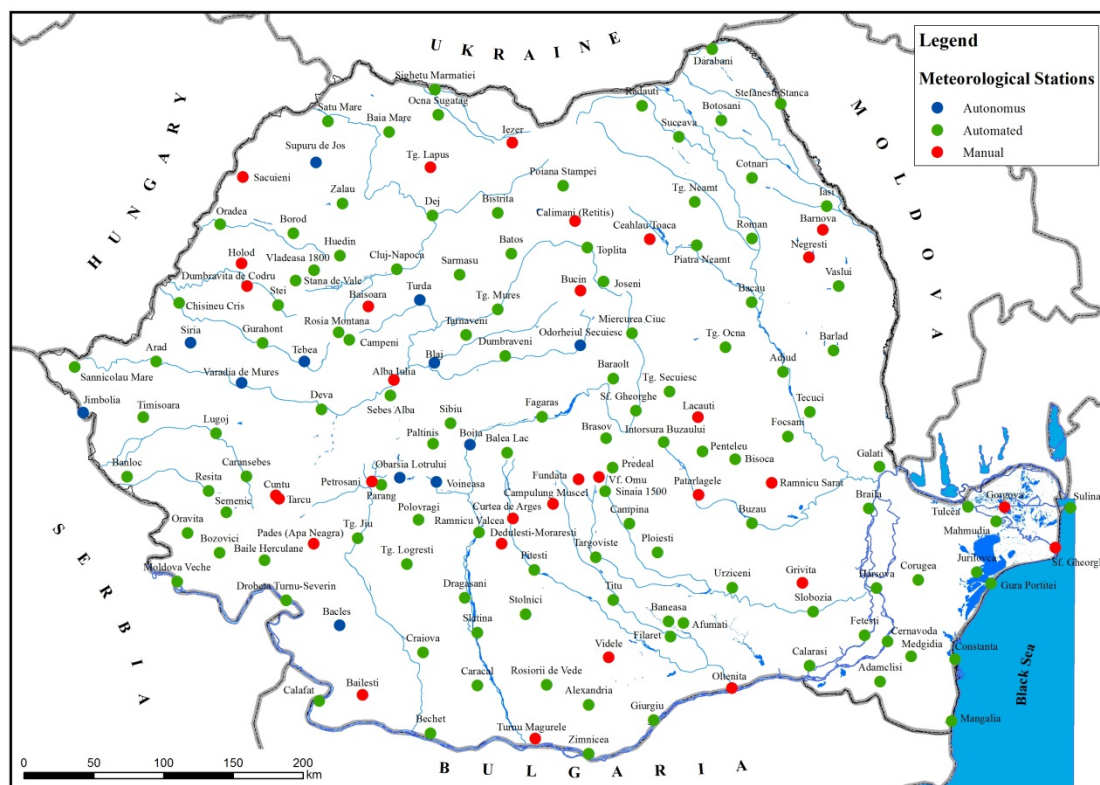 UKRAINE
HUNGARY
MOLDOVA
SERBIA
BULGARIA
Black Sea
Legend
Meteorological Stations
Autonomus
Automated
Manual
Darabani
Sighetu Marmatiei
Ocna Sugatag
Radauti
Stefanesti Stanca
Satu Mare
Baia Mare
Botosani
Suceava
Iezer
Supuru de Jos
Tg. Lapus
Cotnari
Sacuieni
Poiana Stampei
Zalau
Tg. Neamt
Iasi
Dej
Bistrita
Oradea
Borod
Calimani (Retitis)
Ceahlau Toaca
Roman
Barnova
Holod
Vladeasa 1800
Huedin
Cluj-Napoca
Batos
Toplita
Piatra Neamt
Negresti
Dumbravita de Codru
Stana de Vale
Sarmasu
Vaslui
Stei
Baisoara
Turda
Bucin
Joseni
Chisineu Cris
Tg. Mures
Bacau
Siria
Gurahont
Rosia Montana
Tarnaveni
Miercurea Ciuc
Odorheiul Secuiesc
Tebea
Campeni
Tg. Ocna
Barlad
Arad
Blaj
Dumbraveni
Sannicolau Mare
Varadia de Mures
Alba Iulia
Baraolt
Adjud
Jimbolia
Timisoara
Deva
Sebes Alba
Tg. Secuiesc
Fagaras
Sf. Gheorghe
Lacauti
Tecuci
Lugoj
Sibiu
Paltinis
Boita
Balea Lac
Brasov
Intorsura Buzaului
Focsani
Penteleu
Bisoca
Banloc
Caransebes
Obarsia Lotrului
Predeal
Galati
Resita
Cuntu
Tarcu
Petrosani
Parang
Voineasa
Fundata
Vf. Omu
Sinaia 1500
Patarlagele
Ramnicu Sarat
Semenic
Campulung Muscel
Braila
Tulcea
Gorgova
Sulina
Oravita
Polovragi
Curtea de Arges
Campina
Buzau
Mahmudia
Bozovici
Tg. Jiu
Ramnicu Valcea
Pades (Apa Neagra)
Dedulesti-Moraresti
Baile Herculane
Ploiesti
Targoviste
Jurilovca
Sf. Gheorghe
Moldova Veche
Tg. Logresti
Pitesti
Urziceni
Grivita
Harsova
Corugea
Gura Portitei
Drobeta Turnu-Severin
Dragasani
Titu
Slobozia
Bacles
Stolnici
Baneasa
Afumati
Slatina
Filaret
Fetesti
Cernavoda
Craiova
Videle
Medgidia
Constanta
Calarasi
Adamclisi
Caracal
Rosiorii de Vede
Oltenita
Bailesti
Calafat
Alexandria
Giurgiu
Mangalia
Bechet
Turnu Magurele
Zimnicea
0 50 100 150 200
km